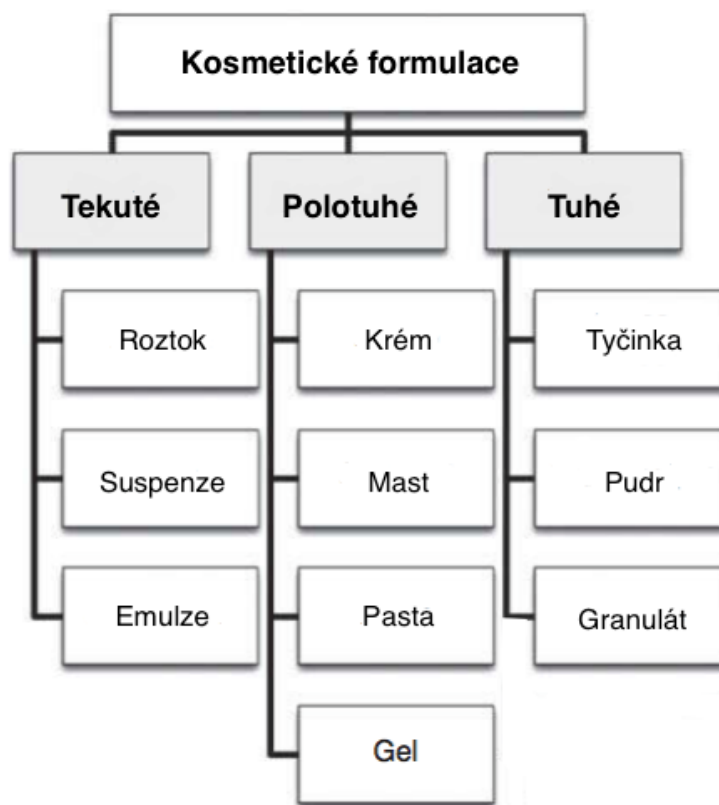 Kosmetické formulace
Tekuté
Polotuhé
Tuhé
Roztok
Krém
Tyčinka
Suspenze
Mast
Pudr
Emulze
Pasta
Granulát
Gel